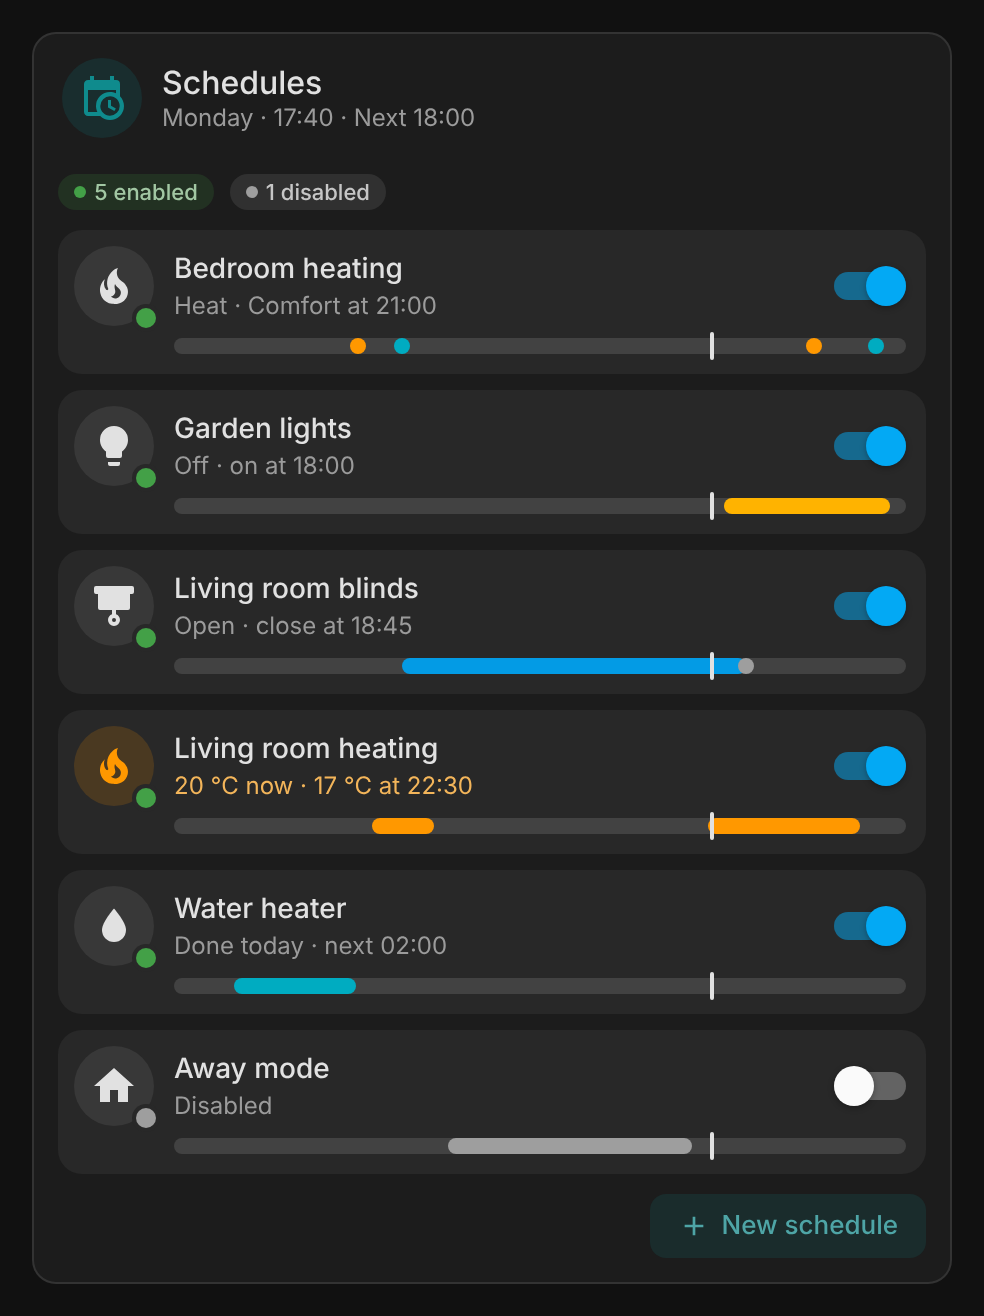 Schedules
Monday · 17:40 · Next 18:00
5 enabled
1 disabled
Bedroom heating
Heat · Comfort at 21:00
Garden lights
Off · on at 18:00
Living room blinds
Open · close at 18:45
Living room heating
20 °C now · 17 °C at 22:30
Water heater
Done today · next 02:00
Away mode
Disabled
+ New schedule